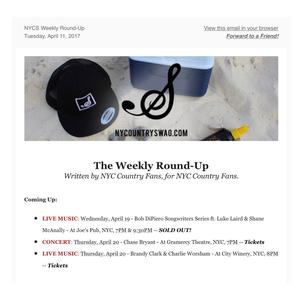 NYCS Weekly Round-Up
View this email in your browser
Tuesday, April 11, 2017
Forward to a Friend!
NYCOUNTRYSWAG.COM
The Weekly Round-Up
Written by NYC Country Fans, for NYC Country Fans.
Coming Up:
LIVE MUSIC: Wednesday, April 19 - Bob DiPiero Songwriters Series ft. Luke Laird & Shane
McAnally - At Joe's Pub, NYC, 7PM & 9:30PM -- SOLD OUT!
CONCERT: Thursday, April 20 - Chase Bryant - At Gramercy Theatre, NYC, 7PM -- Tickets
LIVE MUSIC: Thursday, April 20 - Brandy Clark & Charlie Worsham - At City Winery, NYC, 8PM
-- Tickets